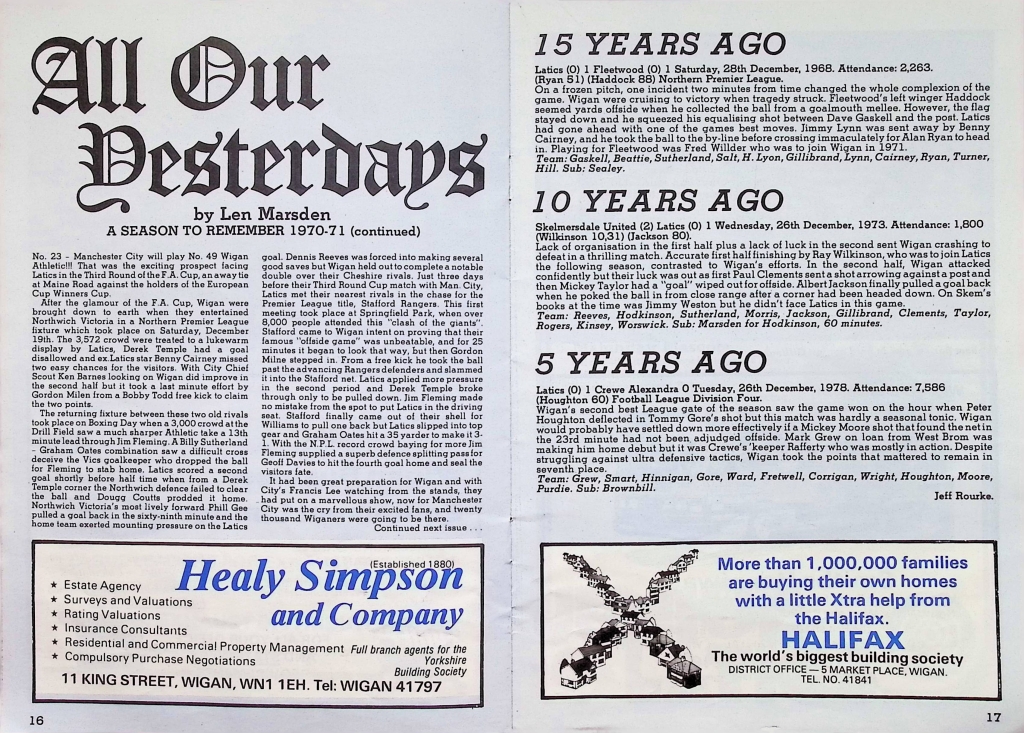 All Our
Yesterdays
by Len Marsden
A SEASON TO REMEMBER 1970-71 (continued)
No. 23 - Manchester City will play No. 49 Wigan
Athletic!!! That was the exciting prospect facing
Latics in the Third Round of the F.A. Cup, an away tie
at Maine Road against the holders of the European
Cup Winners Cup.
After the glamour of the F.A. Cup, Wigan were
brought down to earth when they entertained
Northwich Victoria in a Northern Premier League
fixture which took place on Saturday, December
19th. The 3,572 crowd were treated to a lukewarm
display by Latics, Derek Temple had a goal
disallowed and ex.Latics star Benny Cairney missed
two easy chances for the visitors. With City Chief
Scout Ken Barnes looking on Wigan did improve in
the second half but it took a last minute effort by
Gordon Milen from a Bobby Todd free kick to claim
the two points.
The returning fixture between these two old rivals
took place on Boxing Day when a 3,000 crowd at the
Drill Field saw a much sharper Athletic take a 13th
minute lead through Jim Fleming. A Billy Sutherland
- Graham Oates combination saw a difficult cross
deceive the Vics goalkeeper who dropped the ball
for Fleming to stab home. Latics scored a second
goal shortly before half time when from a Derek
Temple corner the Northwich defence failed to clear
the ball and Dougg Coutts prodded it home.
Northwich Victoria's most lively forward Phill Gee
pulled a goal back in the sixty-ninth minute and the
home team exerted mounting pressure on the Latics
goal. Dennis Reeves was forced into making several
good saves but Wigan held out to complete a notable
double over their Cheshire rivals. Just three days
before their Third Round Cup match with Man. City,
Latics met their nearest rivals in the chase for the
Premier League title, Stafford Rangers. This first
meeting took place at Springfield Park, when over
8,000 people attended this "clash of the giants".
Stafford came to Wigan intent on proving that their
famous "offside game" was unbeatable, and for 25
minutes it began to look that way, but then Gordon
Milne stepped in. From a free kick he took the ball
past the advancing Rangers defenders and slammed
it into the Stafford net. Latics applied more pressure
in the second period and Derek Temple broke
through only to be pulled down. Jim Fleming made
no mistake from the spot to put Latics in the driving
seat. Stafford finally came out of their shell for
Williams to pull one back but Latics slipped into top
gear and Graham Oates hit a 35 yarder to make it 3-
1. With the N.P.L. record crowd baying for more Jim
Fleming supplied a superb defence splitting pass for
Geoff Davies to hit the fourth goal home and seal the
visitors fate.
It had been great preparation for Wigan and with
City's Francis Lee watching from the stands, they
had put on a marvellous show, now for Manchester
City was the cry from their excited fans, and twenty
thousand Wiganers were going to be there.
Continued next issue . . .
(Established 1880)
Healy Simpson
and Company
★ Estate Agency
★ Surveys and Valuations
★ Rating Valuations
★ Insurance Consultants
★ Residential and Commercial Property Management
★ Compulsory Purchase Negotiations
Full branch agents for the
Yorkshire
Building Society
11 KING STREET, WIGAN, WN1 1EH. Tel: WIGAN 41797
16
15 YEARS AGO
Latics (0) 1 Fleetwood (0) 1 Saturday, 28th December, 1968. Attendance: 2,263.
(Ryan 51) (Haddock 88) Northern Premier League.
On a frozen pitch, one incident two minutes from time changed the whole complexion of the
game. Wigan were cruising to victory when tragedy struck. Fleetwood's left winger Haddock
seemed yards offside when he collected the ball from a goalmouth mellee. However, the flag
stayed down and he squeezed his equalising shot between Dave Gaskell and the post. Latics
had gone ahead with one of the games best moves. Jimmy Lynn was sent away by Benny
Cairney, and he took the ball to the by-line before crossing immaculately for Alan Ryan to head
in. Playing for Fleetwood was Fred Willder who was to join Wigan in 1971.
Team: Gaskell, Beattie, Sutherland, Salt, H. Lyon, Gillibrand, Lynn, Cairney, Ryan, Turner,
Hill. Sub: Sealey.
10 YEARS AGO
Skelmersdale United (2) Latics (0) 1 Wednesday, 26th December, 1973. Attendance: 1,800
(Wilkinson 10,31) (Jackson 80).
Lack of organisation in the first half plus a lack of luck in the second sent Wigan crashing to
defeat in a thrilling match. Accurate first half finishing by Ray Wilkinson, who was to join Latics
the following season, contrasted to Wigan's efforts. In the second half, Wigan attacked
confidently but their luck was out as first Paul Clements sent a shot arrowing against a post and
then Mickey Taylor had a "goal" wiped out for offside. Albert Jackson finally pulled a goal back
when he poked the ball in from close range after a corner had been headed down. On Skem's
books at the time was Jimmy Weston but he didn't face Latics in this game.
Team: Reeves, Hodkinson, Sutherland, Morris, Jackson, Gillibrand, Clements, Taylor,
Rogers, Kinsey, Worswick. Sub: Marsden for Hodkinson, 60 minutes.
5 YEARS AGO
Latics (0) 1 Crewe Alexandra 0 Tuesday, 26th December, 1978. Attendance: 7,586
(Houghton 60) Football League Division Four.
Wigan's second best League gate of the season saw the game won on the hour when Peter
Houghton deflected in Tommy Gore's shot but this match was hardly a seasonal tonic. Wigan
would probably have settled down more effectively if a Mickey Moore shot that found the net in
the 23rd minute had not been adjudged offside. Mark Grew on loan from West Brom was
making him home debut but it was Crewe's 'keeper Rafferty who was mostly in action. Despite
struggling against ultra defensive tactics, Wigan took the points that mattered to remain in
seventh place.
Team: Grew, Smart, Hinnigan, Gore, Ward, Fretwell, Corrigan, Wright, Houghton, Moore,
Purdie. Sub: Brownbill.
Jeff Rourke.
More than 1,000,000 families
are buying their own homes
with a little Xtra help from
the Halifax.
HALIFAX
The world's biggest building society
DISTRICT OFFICE — 5 MARKET PLACE, WIGAN.
TEL. NO. 41841
17